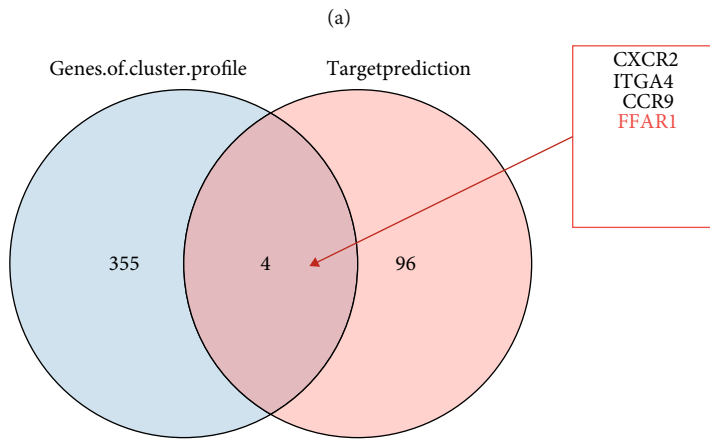 (a)
Genes.of.cluster.profile
Targetprediction
CXCR2
ITGA4
CCR9
FFAR1
355
4
96